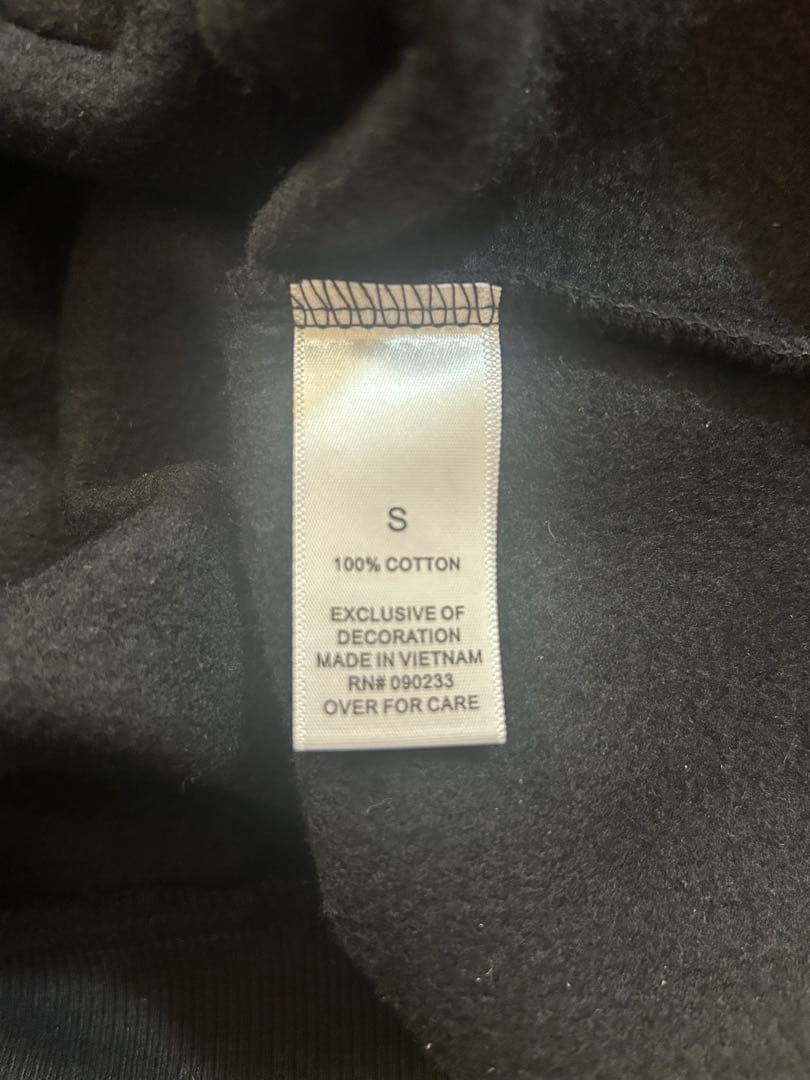 S
100% COTTON
EXCLUSIVE OF
DECORATION
MADE IN VIETNAM
RN# 090233
OVER FOR CARE